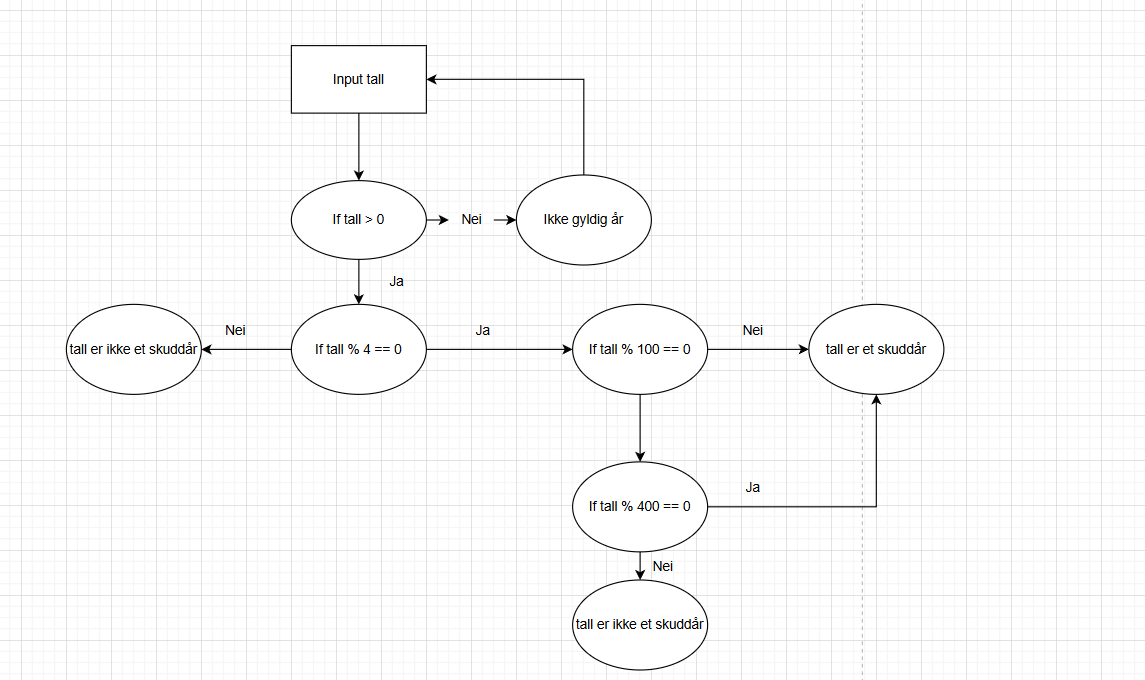 Input tall
If tall > 0
Nei
Ikke gyldig år
Ja
tall er ikke et skuddår
Nei
If tall % 4 == 0
Ja
If tall % 100 == 0
Nei
tall er et skuddår
If tall % 400 == 0
Ja
Nei
tall er ikke et skuddår